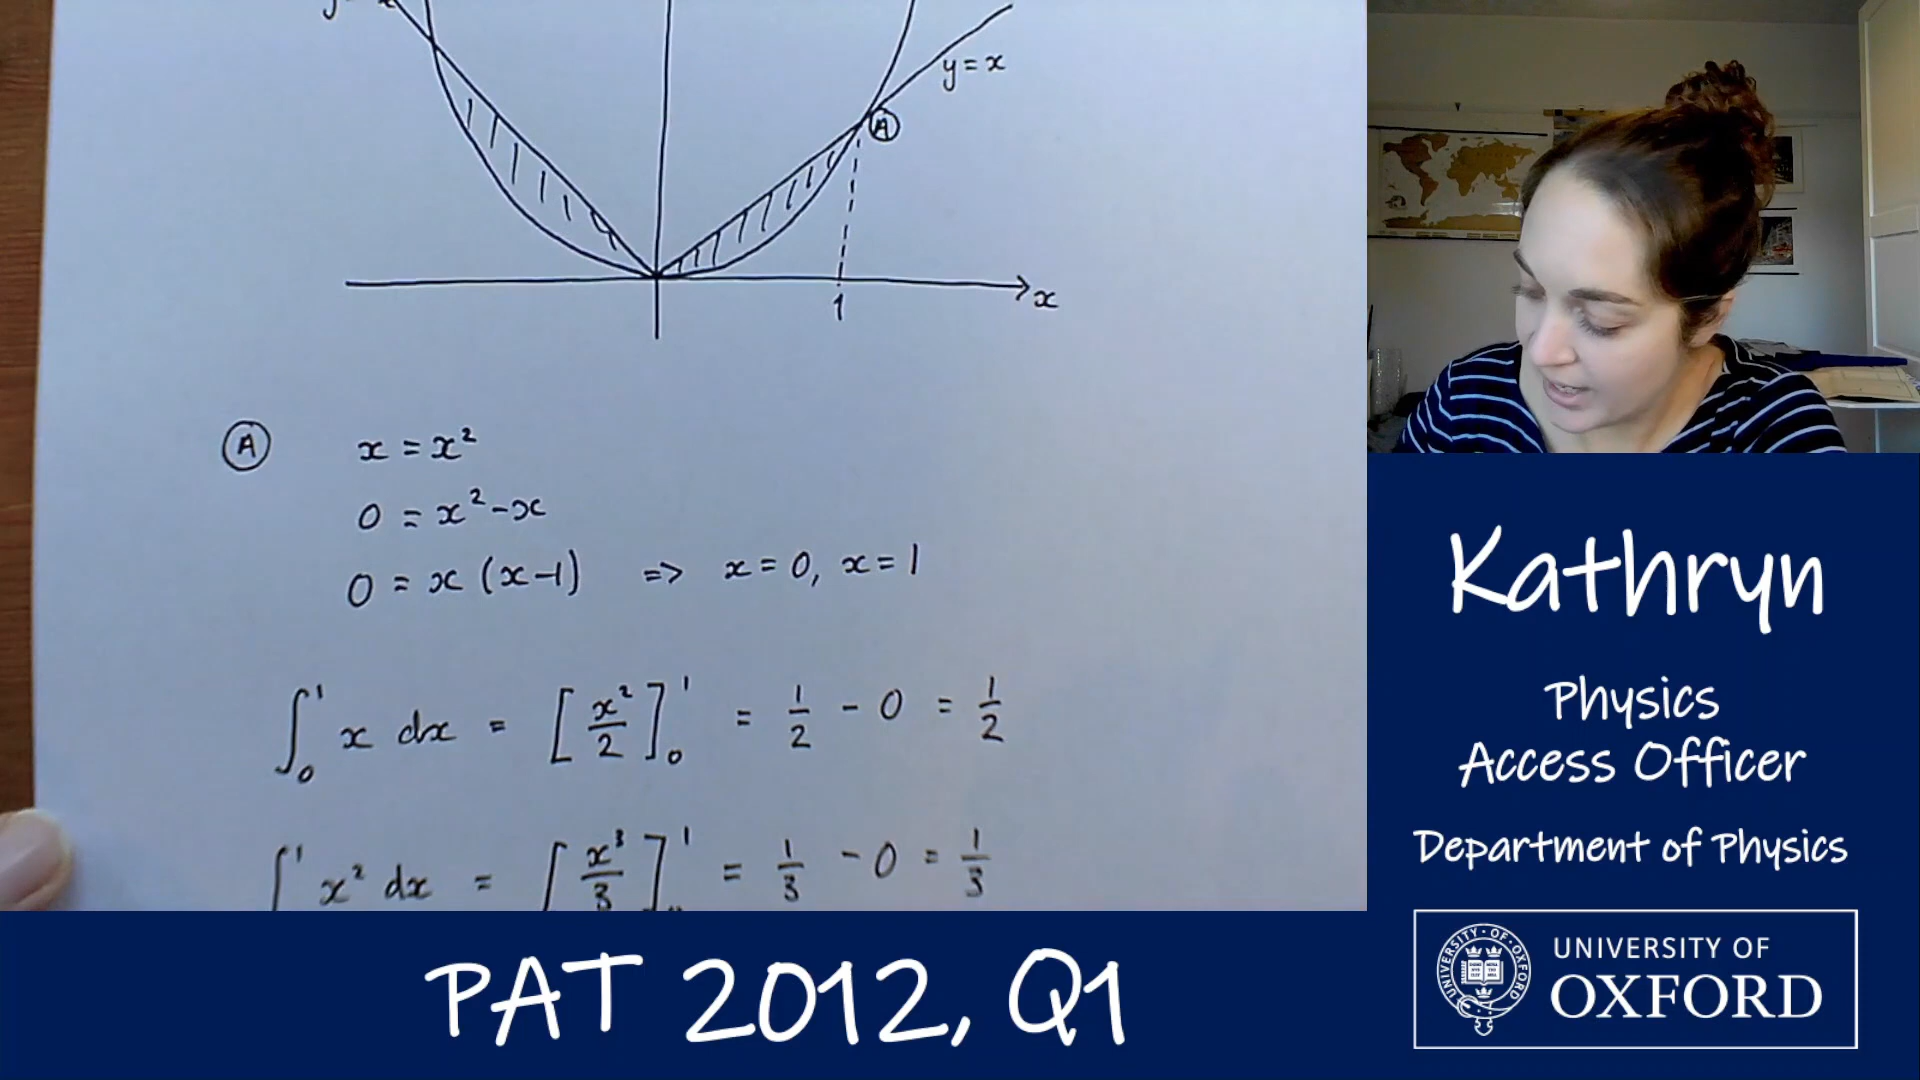 y = x
A
1
x
A x = x²
0 = x² - x
0 = x (x-1) => x = 0, x = 1
∫₀¹ x dx = [x²/2]₀¹ = 1/2 - 0 = 1/2
∫ ¹ x² dx = [x³/3]₀¹ = 1/3 - 0 = 1/3
Kathryn
Physics
Access Officer
Department of Physics
UNIVERSITY OF
OXFORD
PAT 2012, Q1